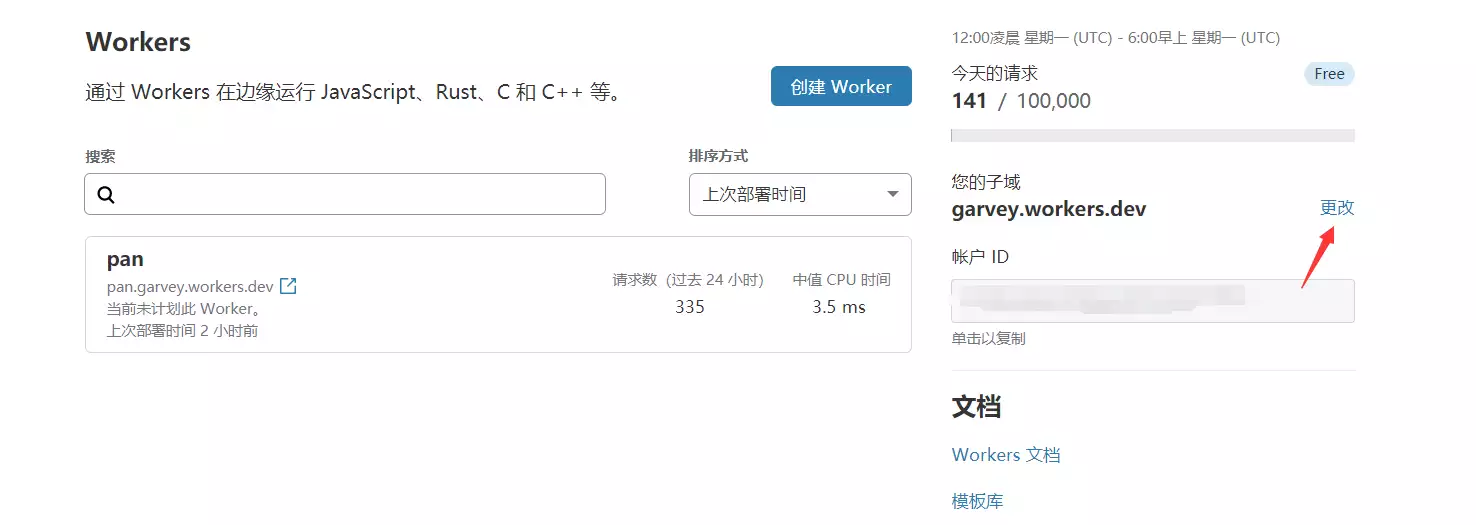 Workers
通过 Workers 在边缘运行 JavaScript、Rust、C 和 C++ 等。
创建 Worker
搜索
排序方式
上次部署时间
pan
pan.garvey.workers.dev
当前未计划此 Worker。
上次部署时间 2 小时前
请求数（过去 24 小时）
335
中值 CPU 时间
3.5 ms
12:00凌晨 星期一 (UTC) - 6:00早上 星期一 (UTC)
今天的请求
Free
141 / 100,000
您的子域
garvey.workers.dev
更改
帐户 ID
单击以复制
文档
Workers 文档
模板库